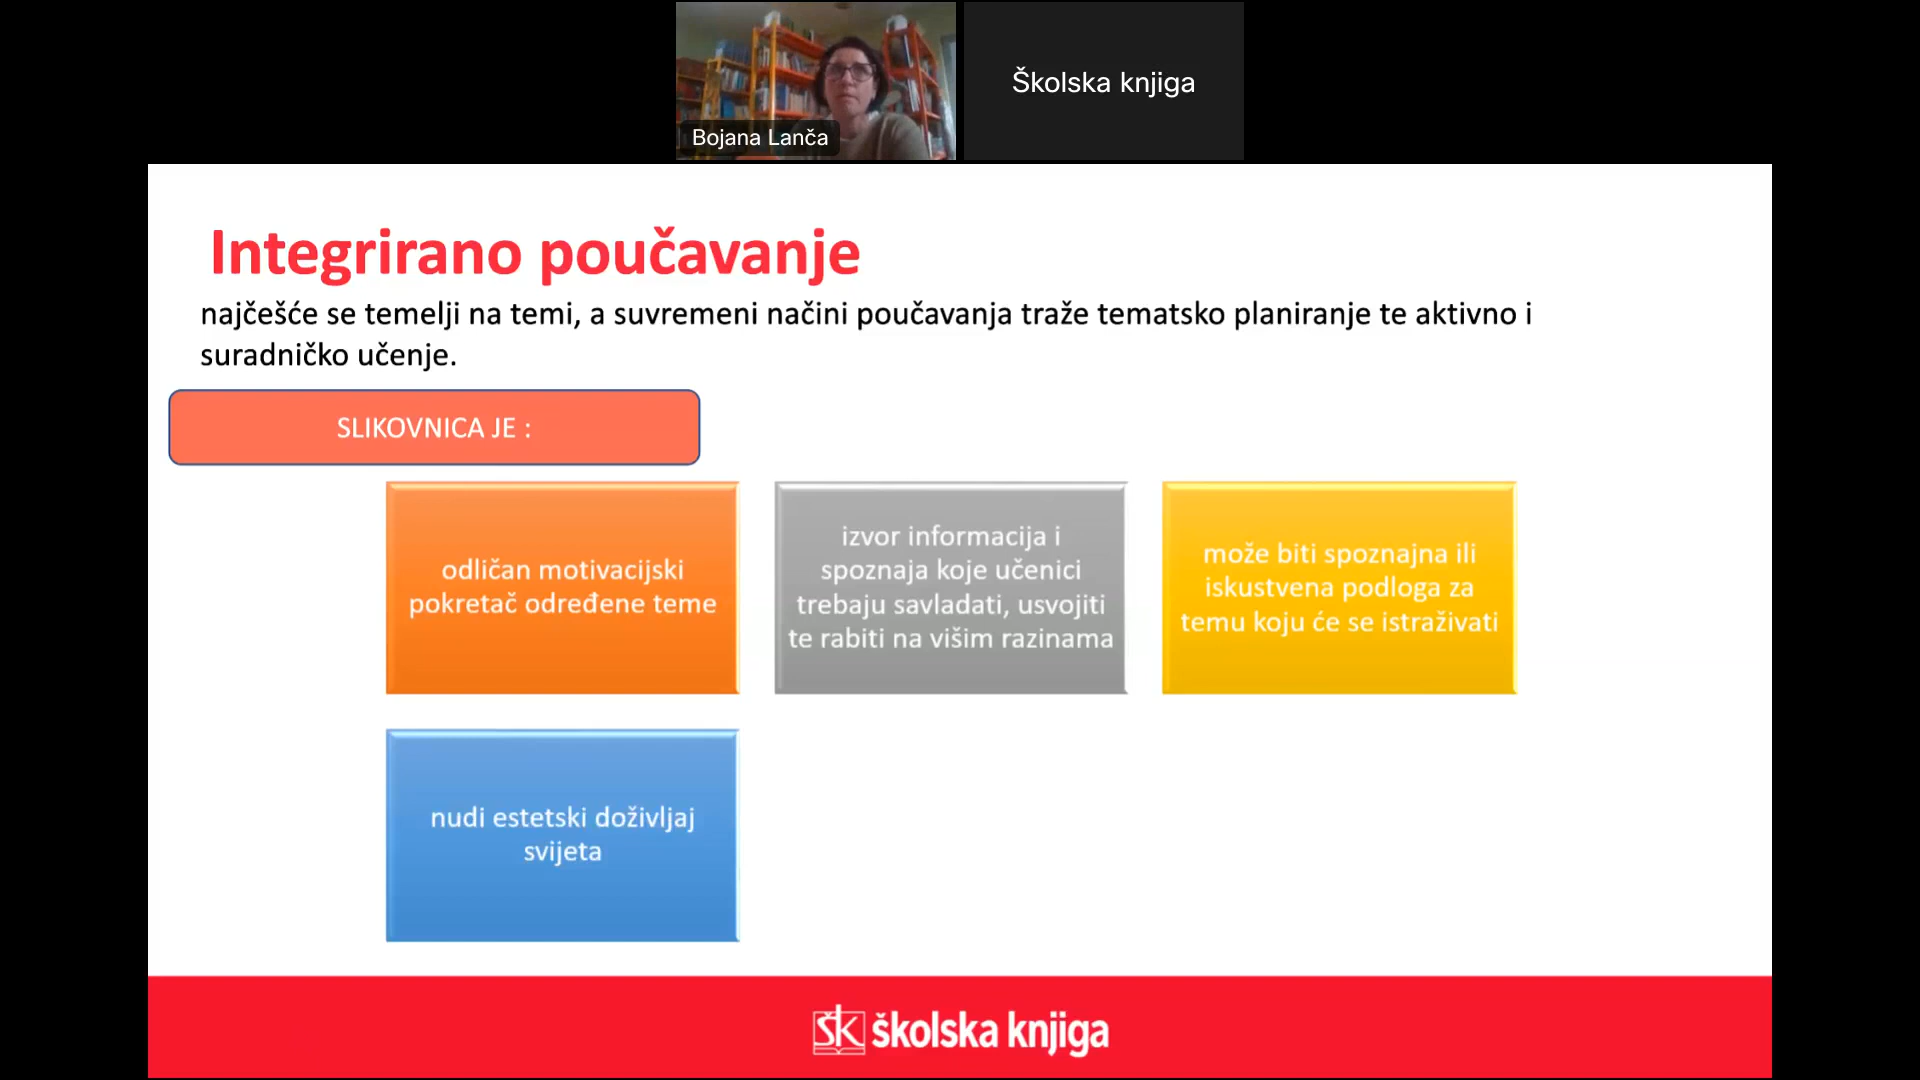 Bojana Lanča
Školska knjiga
Integrirano poučavanje
najčešće se temelji na temi, a suvremeni načini poučavanja traže tematsko planiranje te aktivno i
suradničko učenje.
SLIKOVNICA JE :
odličan motivacijski
pokretač određene teme
izvor informacija i
spoznaja koje učenici
trebaju savladati, usvojiti
te rabiti na višim razinama
može biti spoznajna ili
iskustvena podloga za
temu koju će se istraživati
nudi estetski doživljaj
svijeta
ŠK školska knjiga